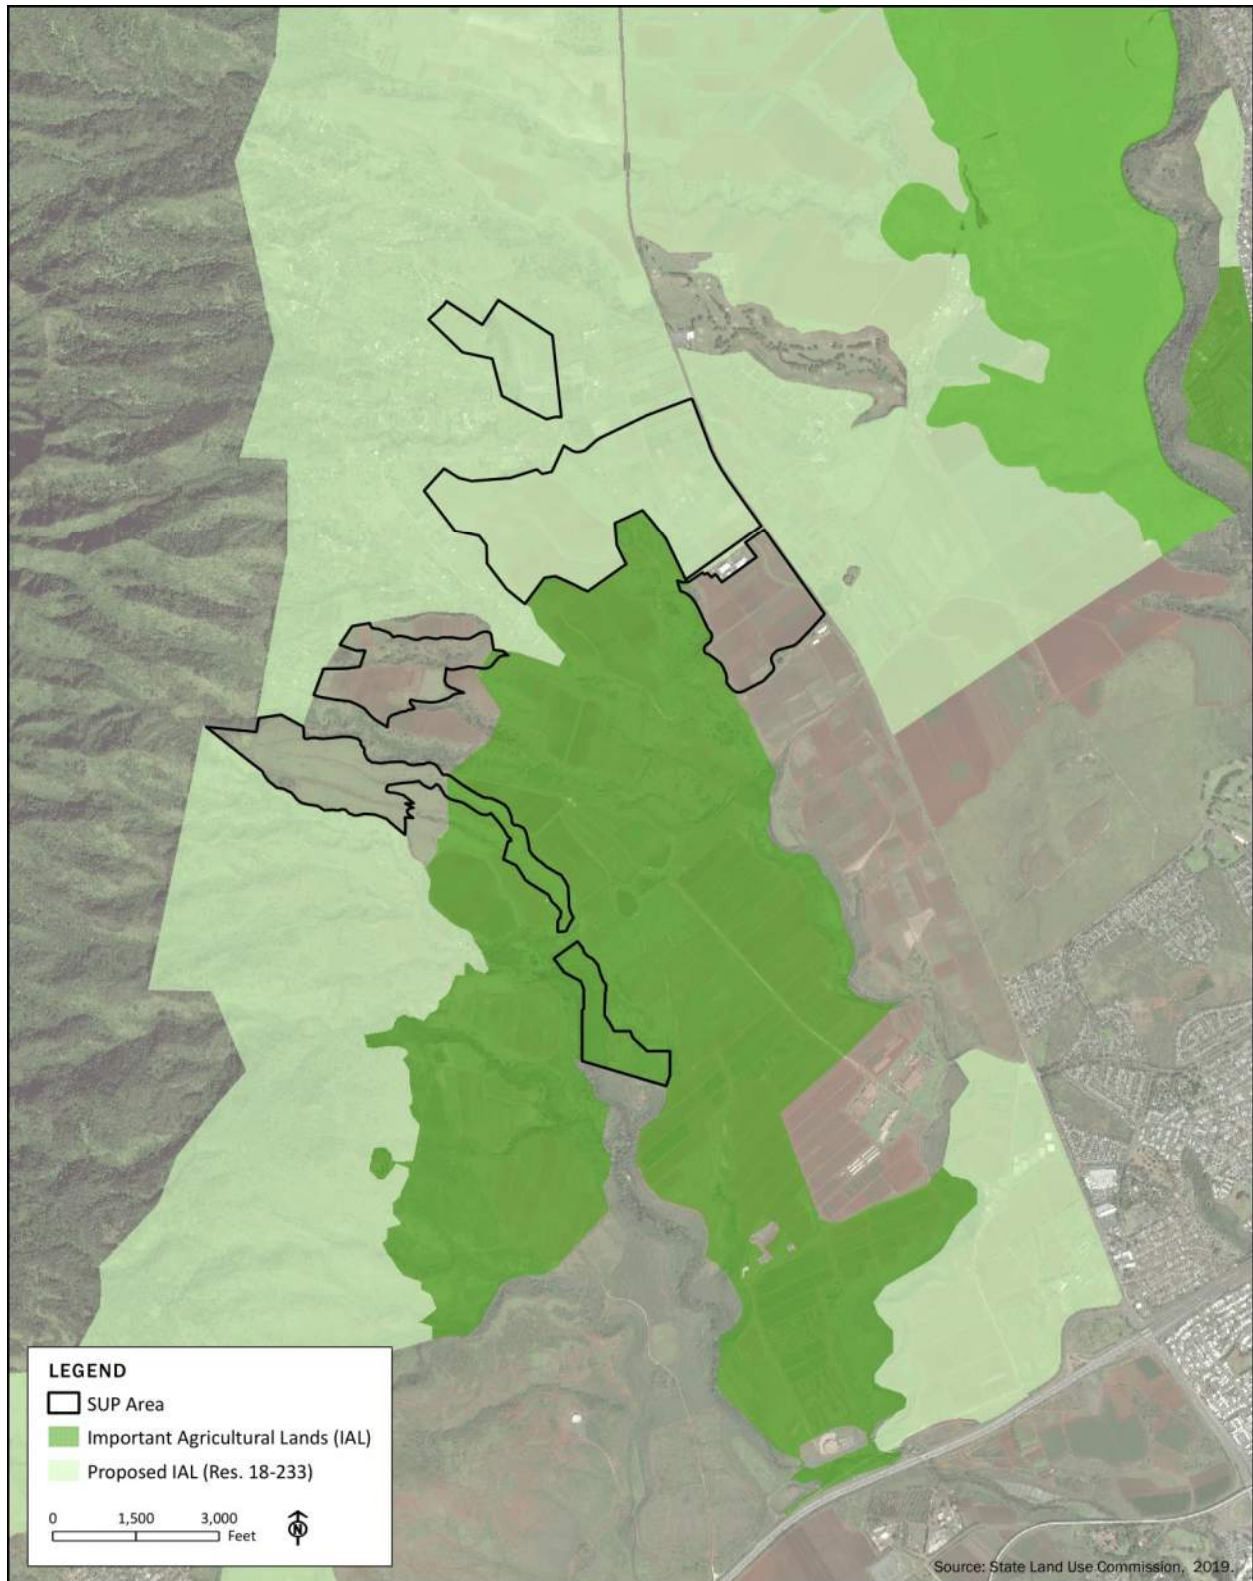 LEGEND
SUP Area
Important Agricultural Lands (IAL)
Proposed IAL (Res. 18-233)
0 1,500 3,000
Feet
N
Source: State Land Use Commission, 2019.